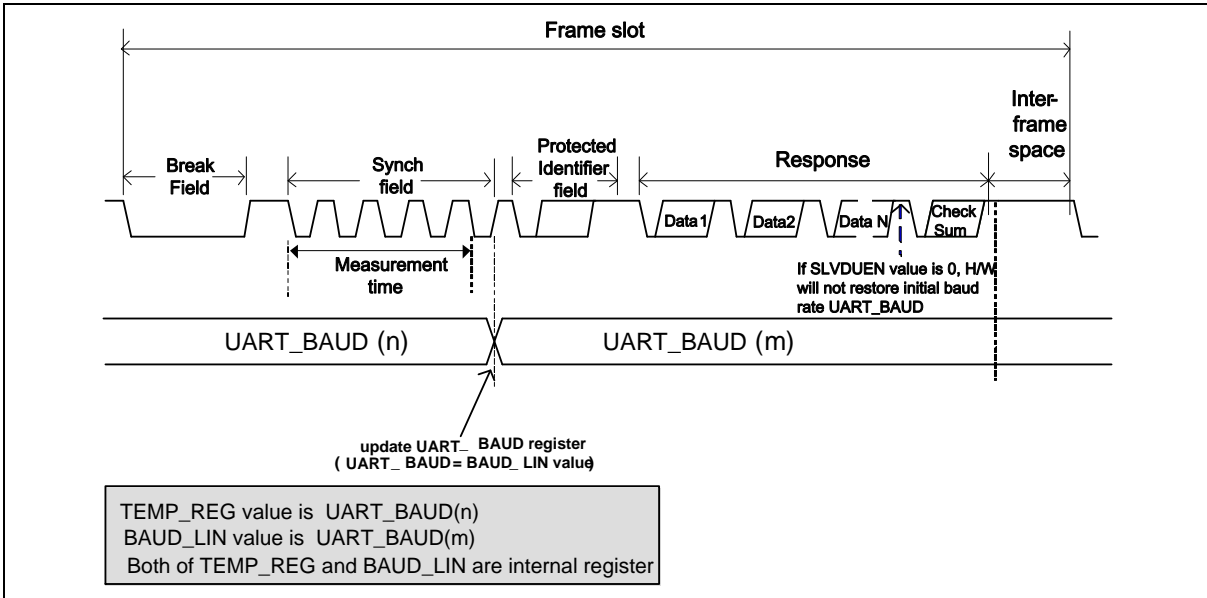 Frame slot
Inter-
frame
space
Break
Field
Synch
field
Protected
Identifier
field
Response
Data 1
Data2
Data N
Check
Sum
Measurement
time
If SLVDUEN value is 0, H/W
will not restore initial baud
rate UART_BAUD
UART_BAUD (n)
UART_BAUD (m)
update UART_ BAUD register
( UART_ BAUD = BAUD_ LIN value)
TEMP_REG value is UART_BAUD(n)
BAUD_LIN value is UART_BAUD(m)
Both of TEMP_REG and BAUD_LIN are internal register